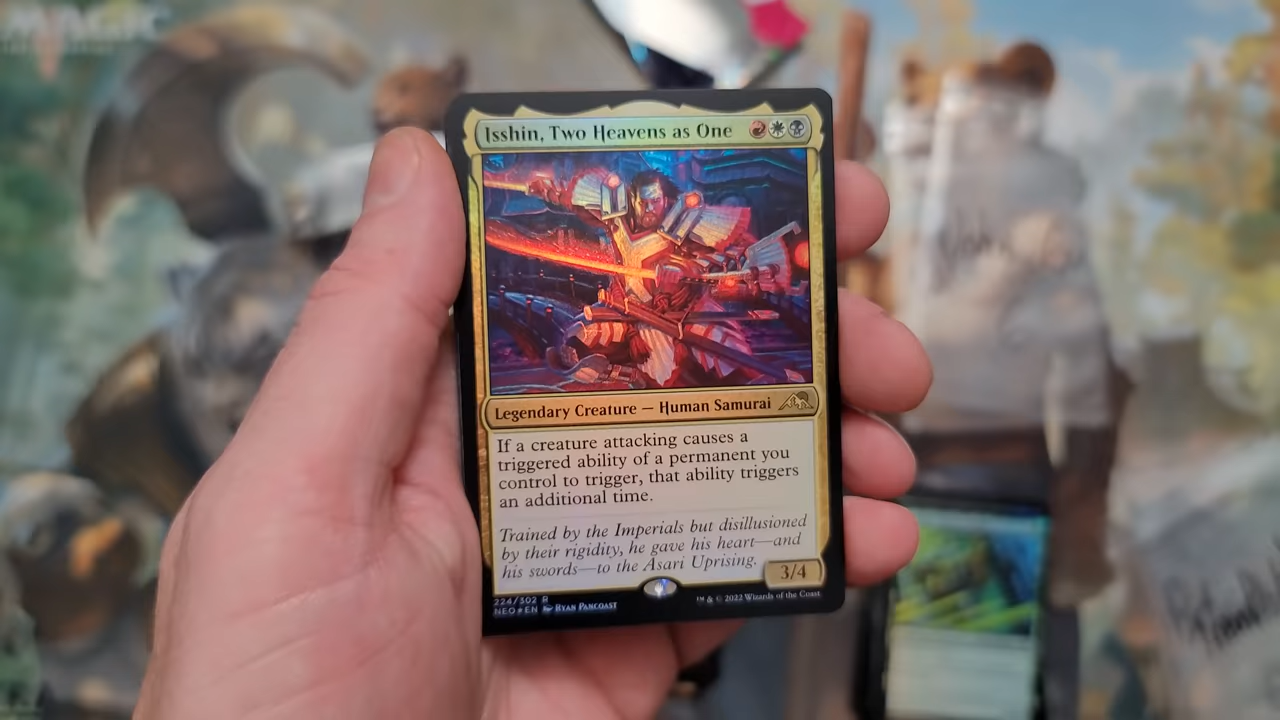 MAGIC
Isshin, Two Heavens as One
Legendary Creature — Human Samurai
If a creature attacking causes a
triggered ability of a permanent you
control to trigger, that ability triggers
an additional time.
Trained by the Imperials but disillusioned
by their rigidity, he gave his heart—and
his swords—to the Asari Uprising.
3/4
224/302 R
NEO★EN Ryan Pancoast
™ & © 2022 Wizards of the Coast